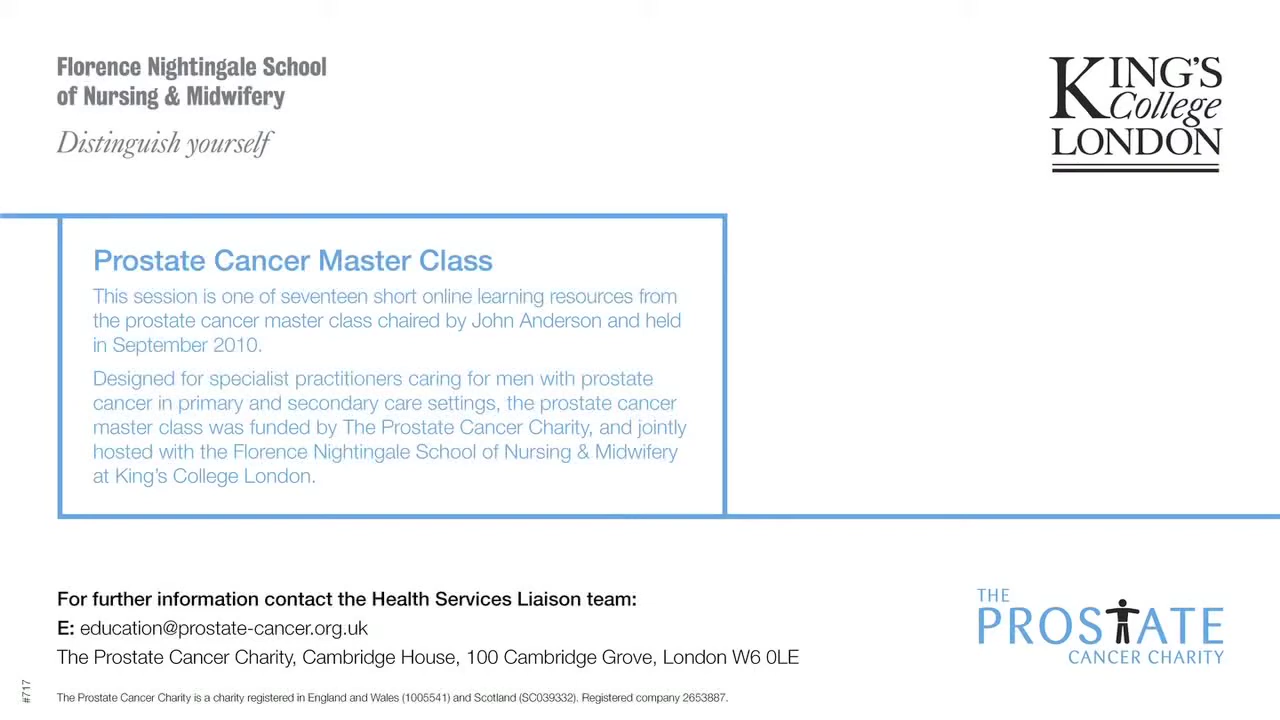 Florence Nightingale School
of Nursing & Midwifery
Distinguish yourself
KING'S
College
LONDON
Prostate Cancer Master Class
This session is one of seventeen short online learning resources from
the prostate cancer master class chaired by John Anderson and held
in September 2010.
Designed for specialist practitioners caring for men with prostate
cancer in primary and secondary care settings, the prostate cancer
master class was funded by The Prostate Cancer Charity, and jointly
hosted with the Florence Nightingale School of Nursing & Midwifery
at King's College London.
For further information contact the Health Services Liaison team:
E: education@prostate-cancer.org.uk
The Prostate Cancer Charity, Cambridge House, 100 Cambridge Grove, London W6 0LE
THE
PROSTATE
CANCER CHARITY
#717
The Prostate Cancer Charity is a charity registered in England and Wales (1005541) and Scotland (SC039332). Registered company 2653887.